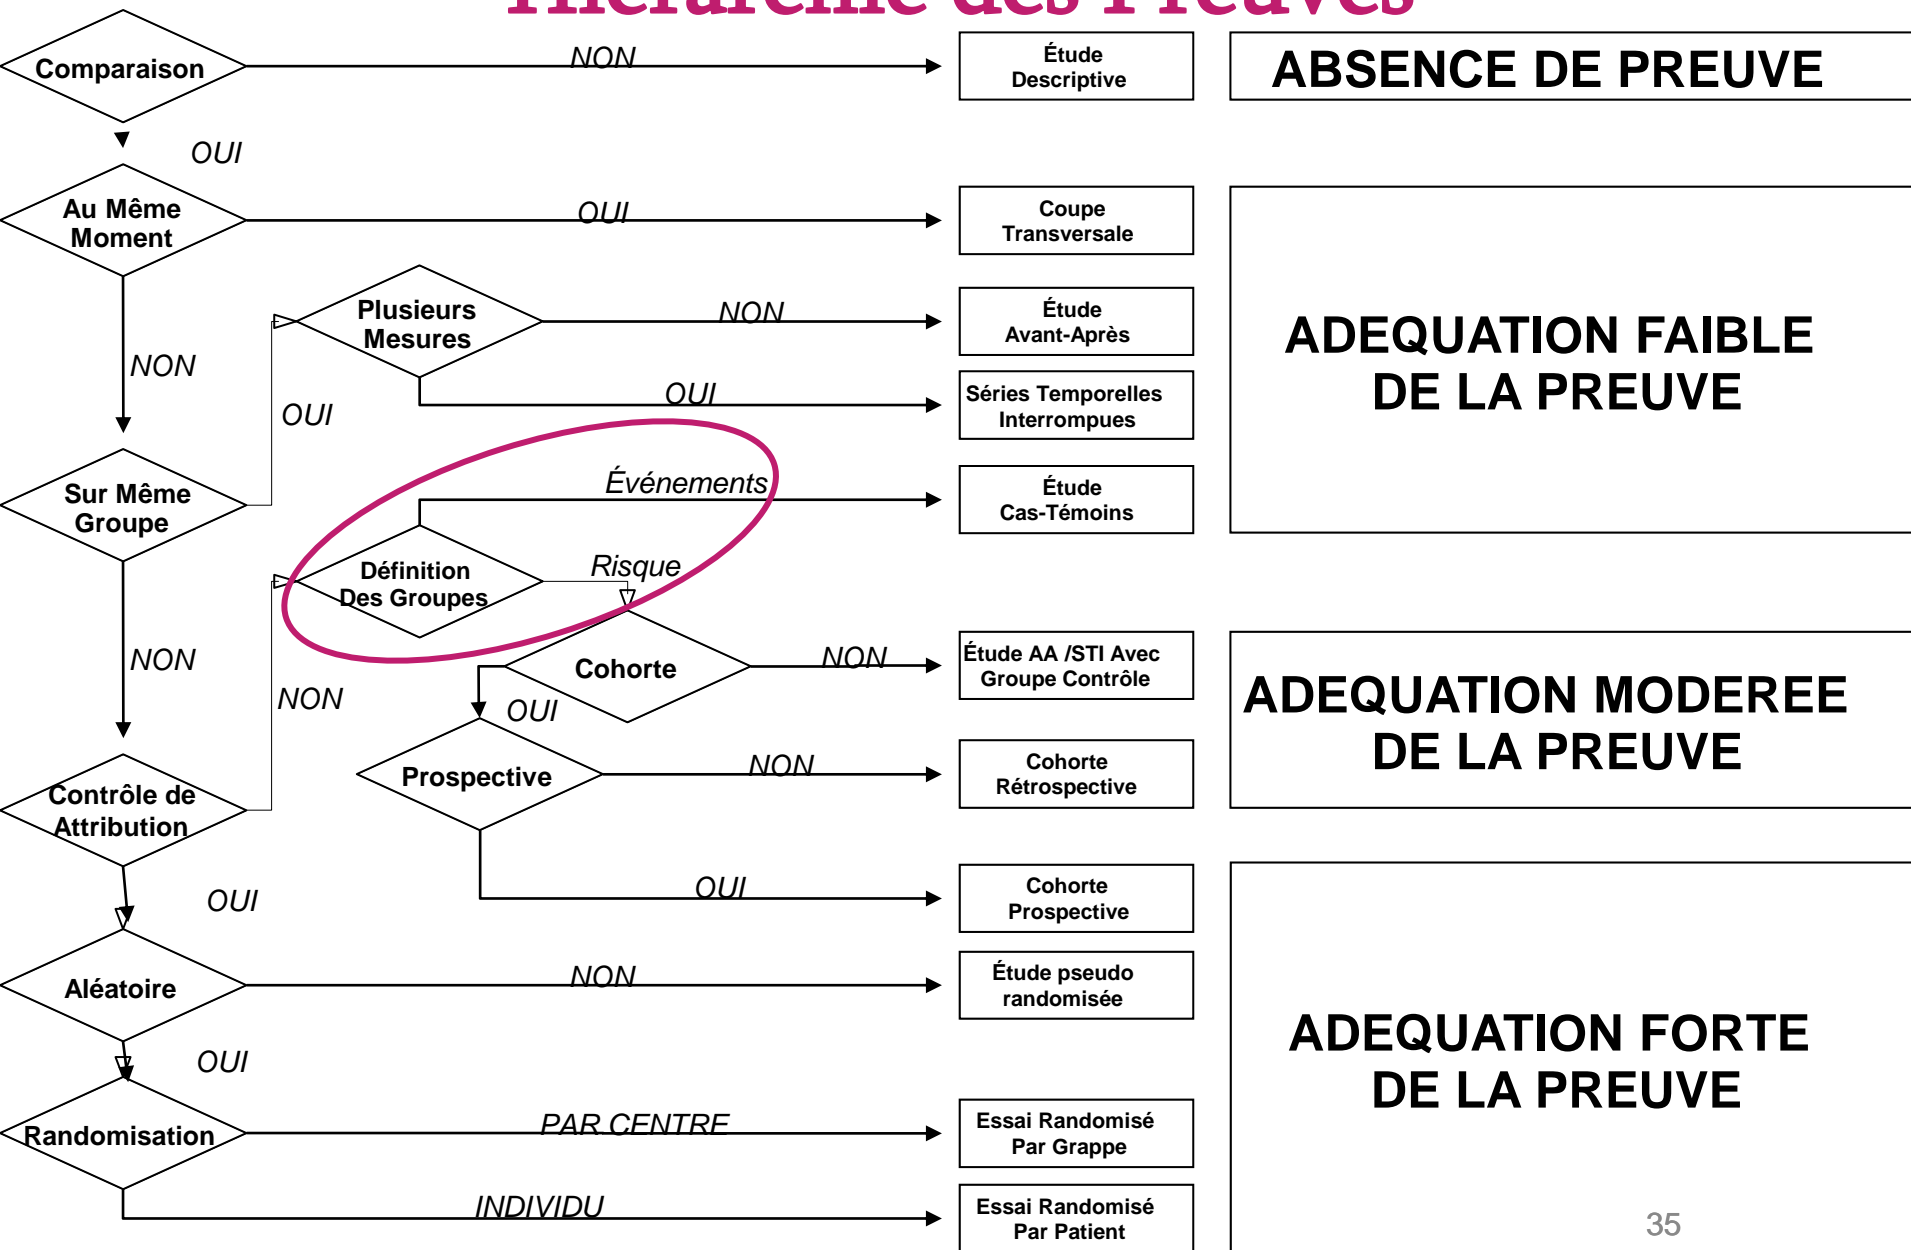 Hiérarchie des Preuves
Comparaison
NON
Étude
Descriptive
ABSENCE DE PREUVE
OUI
Au Même
Moment
OUI
Coupe
Transversale
NON
Plusieurs
Mesures
NON
Étude
Avant-Après
OUI
Séries Temporelles
Interrompues
ADEQUATION FAIBLE
DE LA PREUVE
OUI
Sur Même
Groupe
Événements
Étude
Cas-Témoins
Définition
Des Groupes
Risque
NON
NON
Cohorte
NON
Étude AA /STI Avec
Groupe Contrôle
ADEQUATION MODEREE
DE LA PREUVE
OUI
Prospective
NON
Cohorte
Rétrospective
Contrôle de
Attribution
OUI
OUI
Cohorte
Prospective
Aléatoire
NON
Étude pseudo
randomisée
ADEQUATION FORTE
DE LA PREUVE
OUI
Randomisation
PAR CENTRE
Essai Randomisé
Par Grappe
INDIVIDU
Essai Randomisé
Par Patient
35